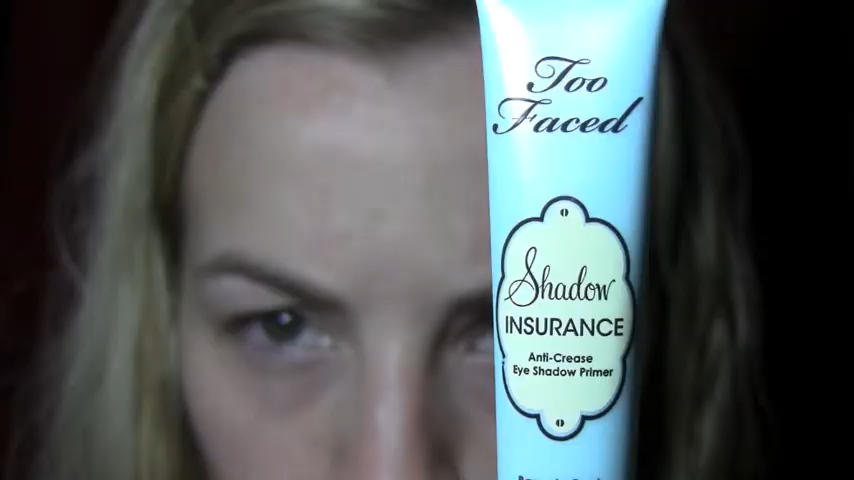 Too
Faced
Shadow
INSURANCE
Anti-Crease
Eye Shadow Primer